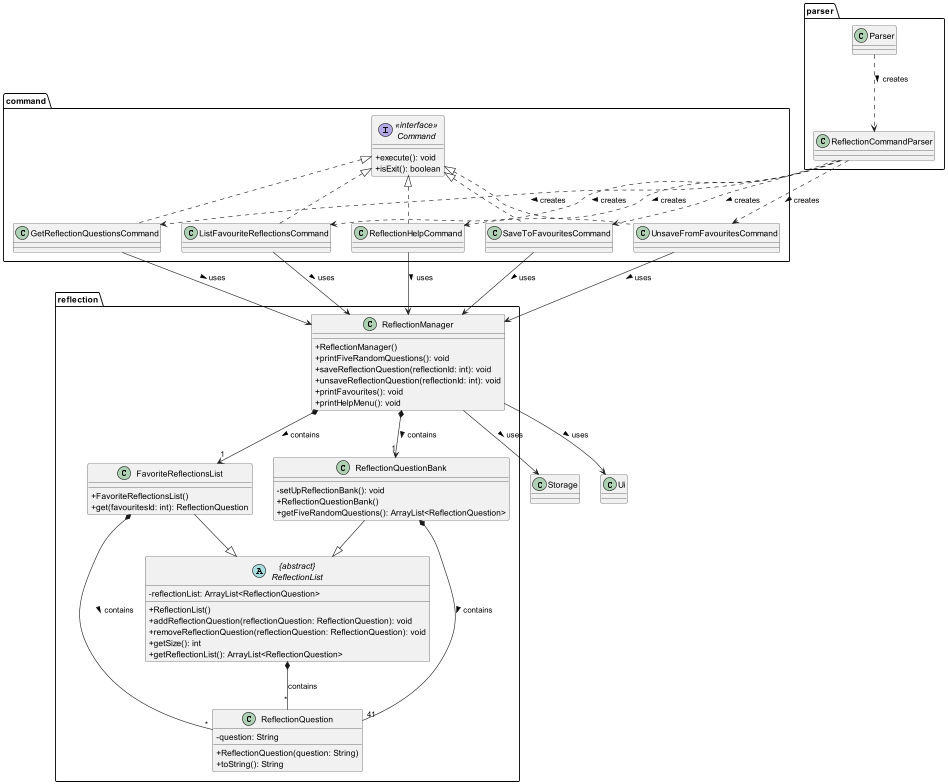 parser
C Parser
creates
C ReflectionCommandParser
command
I «interface»
Command
+execute(): void
+isExit(): boolean
creates
creates
creates
creates
creates
C GetReflectionQuestionsCommand
C ListFavouriteReflectionsCommand
C ReflectionHelpCommand
C SaveToFavouritesCommand
C UnsaveFromFavouritesCommand
uses
uses
uses
uses
uses
reflection
C ReflectionManager
+ReflectionManager()
+printFiveRandomQuestions(): void
+saveReflectionQuestion(reflectionId: int): void
+unsaveReflectionQuestion(reflectionId: int): void
+printFavourites(): void
+printHelpMenu(): void
contains
contains
uses
uses
1
1
C FavoriteReflectionsList
+FavoriteReflectionsList()
+get(favouritesId: int): ReflectionQuestion
C ReflectionQuestionBank
-setUpReflectionBank(): void
+ReflectionQuestionBank()
+getFiveRandomQuestions(): ArrayList<ReflectionQuestion>
C Storage
C Ui
A {abstract}
ReflectionList
-reflectionList: ArrayList<ReflectionQuestion>
+ReflectionList()
+addReflectionQuestion(reflectionQuestion: ReflectionQuestion): void
+removeReflectionQuestion(reflectionQuestion: ReflectionQuestion): void
+getSize(): int
+getReflectionList(): ArrayList<ReflectionQuestion>
contains
contains
contains
*
*
41
C ReflectionQuestion
-question: String
+ReflectionQuestion(question: String)
+toString(): String